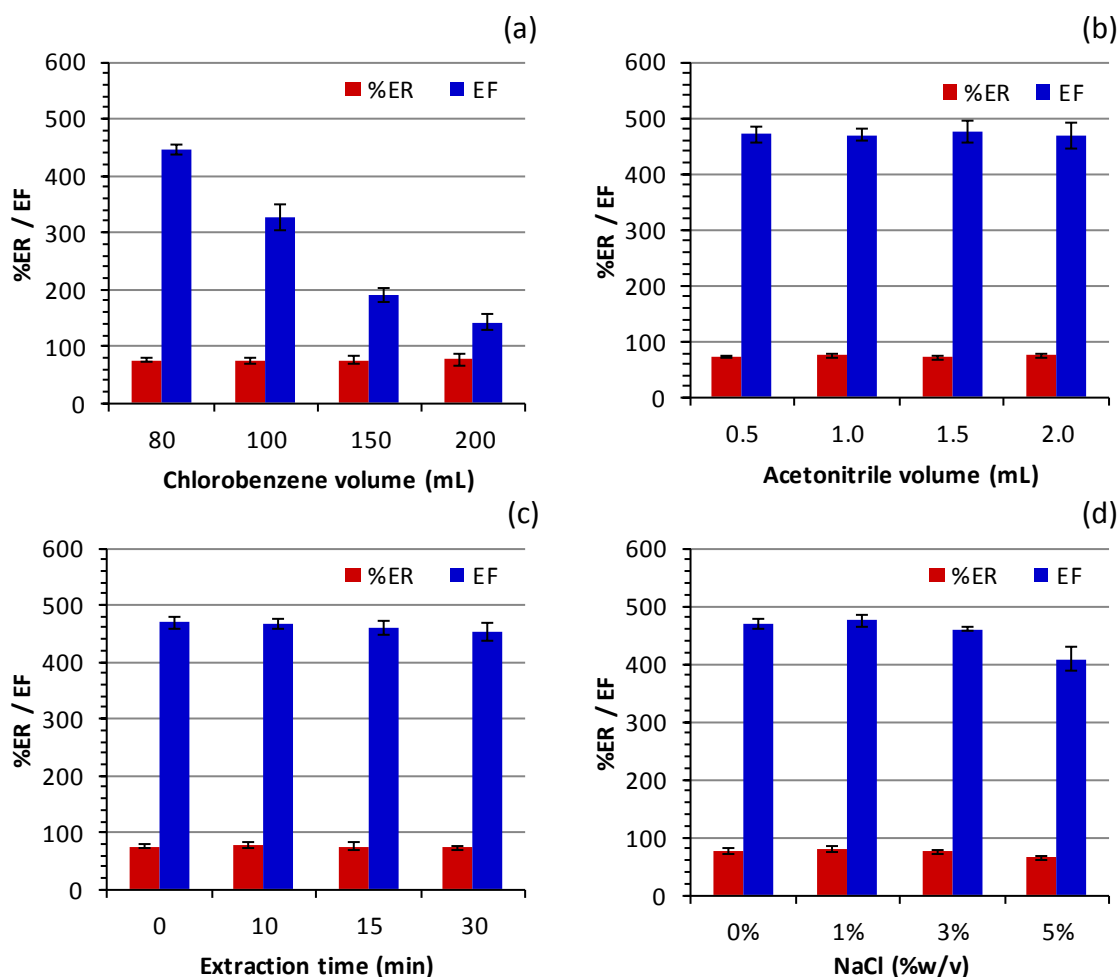 (a)
600
500
400
300
200
100
0
%ER / EF
%ER EF
80 100 150 200
Chlorobenzene volume (mL)
(b)
600
500
400
300
200
100
0
%ER / EF
%ER EF
0.5 1.0 1.5 2.0
Acetonitrile volume (mL)
(c)
600
500
400
300
200
100
0
%ER / EF
%ER EF
0 10 15 30
Extraction time (min)
(d)
600
500
400
300
200
100
0
%ER / EF
%ER EF
0% 1% 3% 5%
NaCl (%w/v)